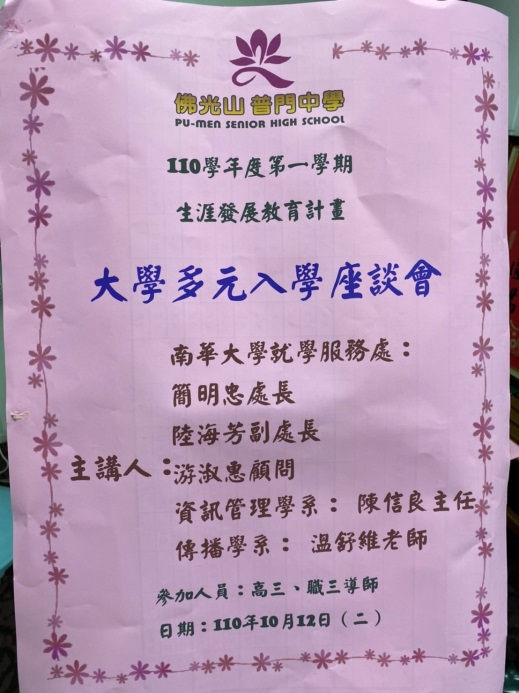 佛光山 普門中學
PU-MEN SENIOR HIGH SCHOOL
110學年度第一學期
生涯發展教育計畫
大學多元入學座談會
南華大學就學服務處：
簡明忠處長
陸海芳副處長
主講人：游淑惠顧問
資訊管理學系： 陳信良主任
傳播學系： 溫舒維老師
參加人員：高三、職三導師
日期：110年10月12日（二）